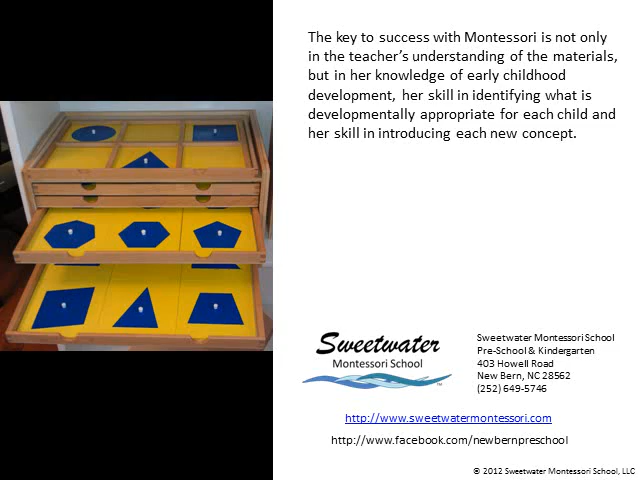 The key to success with Montessori is not only
in the teacher's understanding of the materials,
but in her knowledge of early childhood
development, her skill in identifying what is
developmentally appropriate for each child and
her skill in introducing each new concept.
Sweetwater
Montessori School
™
Sweetwater Montessori School
Pre-School & Kindergarten
403 Howell Road
New Bern, NC 28562
(252) 649-5746
http://www.sweetwatermontessori.com
http://www.facebook.com/newbernpreschool
© 2012 Sweetwater Montessori School, LLC